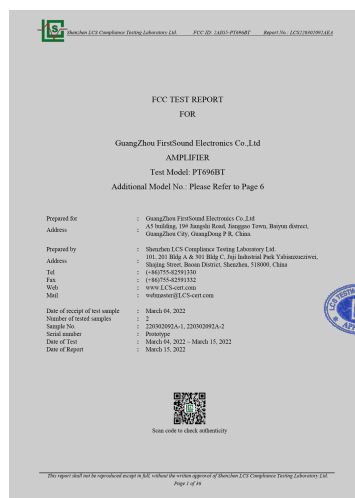 LCS
Shenzhen LCS Compliance Testing Laboratory Ltd. FCC ID: 2AIO3-PT696BT Report No.: LCS220302092AEA
FCC TEST REPORT
FOR
GuangZhou FirstSound Electronics Co.,Ltd
AMPLIFIER
Test Model: PT696BT
Additional Model No.: Please Refer to Page 6
Prepared for : GuangZhou FirstSound Electronics Co.,Ltd
Address : A5 building, 19# Jiangshi Road, Jianggao Town, Baiyun distruct, GuangZhou City, GuangDong P R, China.
Prepared by : Shenzhen LCS Compliance Testing Laboratory Ltd.
Address : 101, 201 Bldg A & 301 Bldg C, Juji Industrial Park Yabianxueziwei, Shajing Street, Baoan District, Shenzhen, 518000, China
Tel : (+86)755-82591330
Fax : (+86)755-82591332
Web : www.LCS-cert.com
Mail : webmaster@LCS-cert.com
Date of receipt of test sample : March 04, 2022
Number of tested samples : 2
Sample No. : 220302092A-1, 220302092A-2
Serial number : Prototype
Date of Test : March 04, 2022 – March 15, 2022
Date of Report : March 15, 2022
Scan code to check authenticity
This report shall not be reproduced except in full, without the written approval of Shenzhen LCS Compliance Testing Laboratory Ltd.
Page 1 of 36